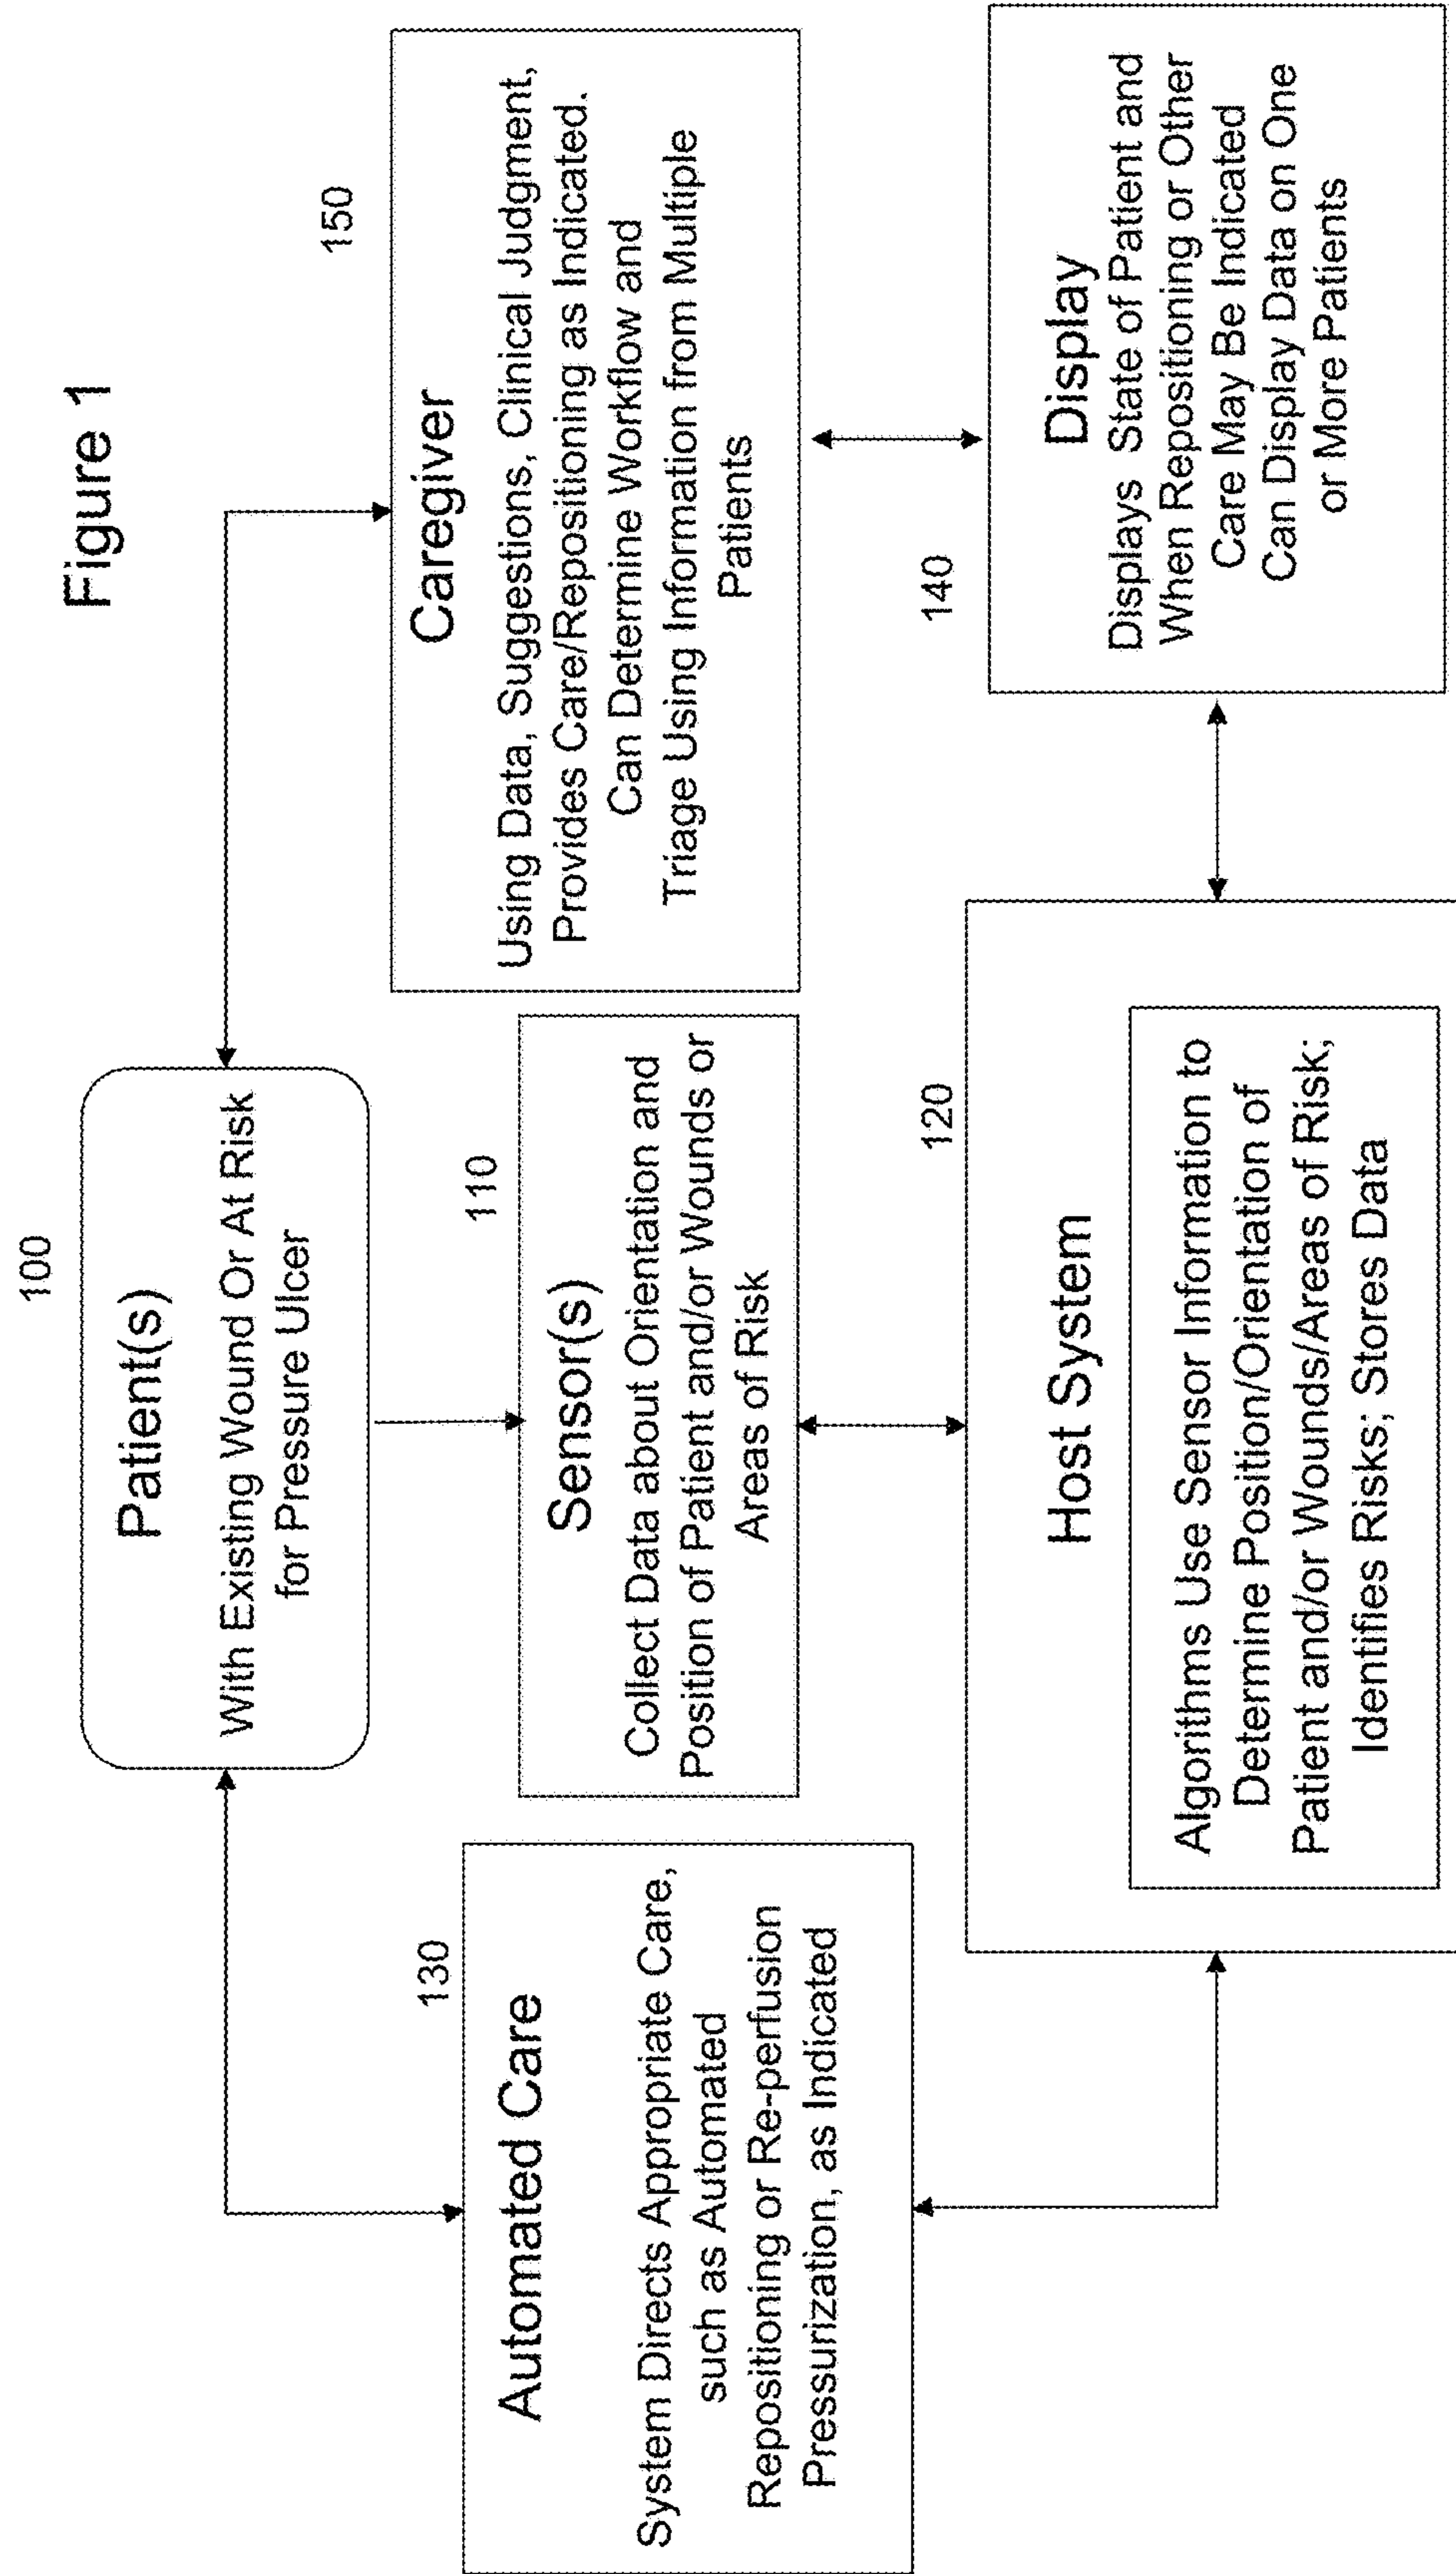 Figure 1
100
Patient(s)
With Existing Wound Or At Risk
for Pressure Ulcer
130
Automated Care
System Directs Appropriate Care,
such as Automated
Repositioning or Re-perfusion
Pressurization, as Indicated
110
Sensor(s)
Collect Data about Orientation and
Position of Patient and/or Wounds or
Areas of Risk
150
Caregiver
Using Data, Suggestions, Clinical Judgment,
Provides Care/Repositioning as Indicated.
Can Determine Workflow and
Triage Using Information from Multiple
Patients
120
Host System
Algorithms Use Sensor Information to
Determine Position/Orientation of
Patient and/or Wounds/Areas of Risk;
Identifies Risks; Stores Data
140
Display
Displays State of Patient and
When Repositioning or Other
Care May Be Indicated
Can Display Data on One
or More Patients